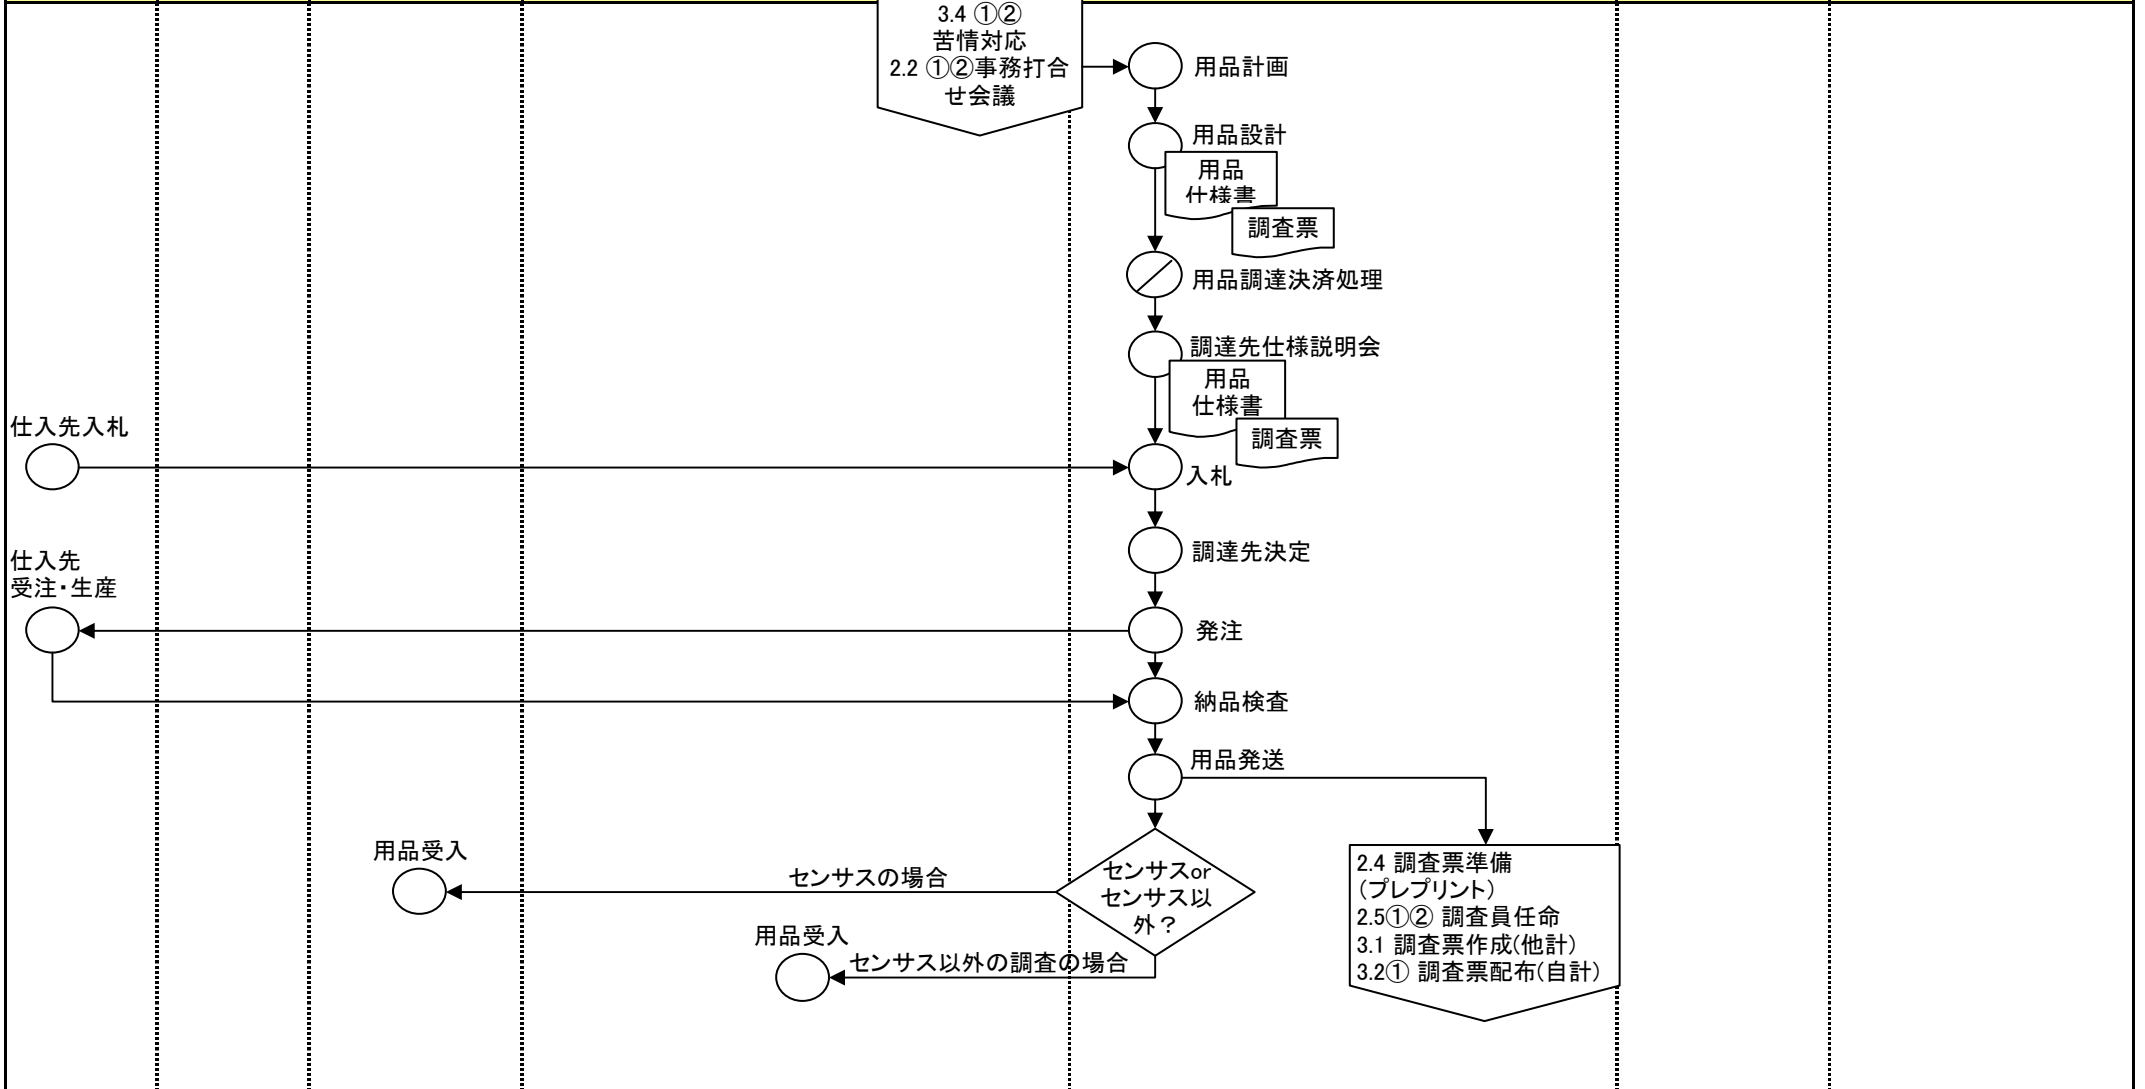 3.4 ①②
苦情対応
2.2 ①②事務打合
せ会議
用品計画
用品設計
用品
仕様書
調査票
用品調達決済処理
調達先仕様説明会
用品
仕様書
調査票
仕入先入札
入札
調達先決定
仕入先
受注・生産
発注
納品検査
用品発送
用品受入
センサスの場合
センサスor
センサス以
外？
2.4 調査票準備
（プレプリント）
2.5①② 調査員任命
3.1 調査票作成(他計)
3.2① 調査票配布(自計)
用品受入
センサス以外の調査の場合